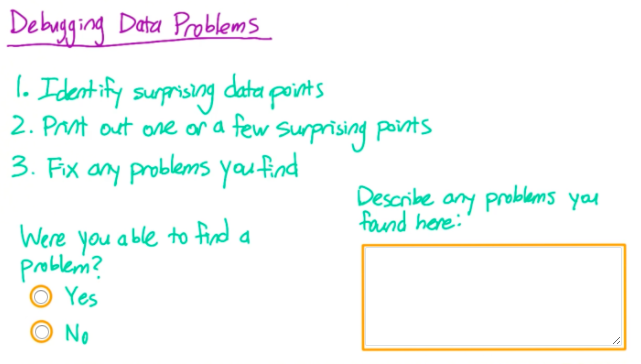 Debugging Data Problems
1. Identify surprising data points
2. Print out one or a few surprising points
3. Fix any problems you find
Were you able to find a
problem?
Yes
No
Describe any problems you
found here: